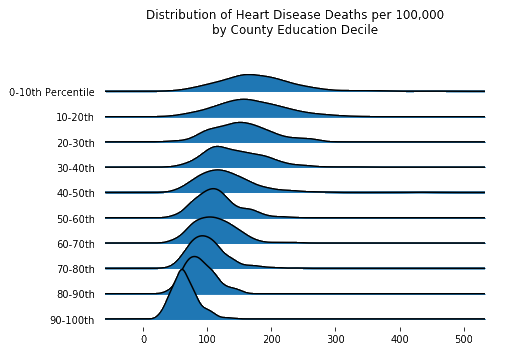 Distribution of Heart Disease Deaths per 100,000
by County Education Decile
0-10th Percentile
10-20th
20-30th
30-40th
40-50th
50-60th
60-70th
70-80th
80-90th
90-100th
0 100 200 300 400 500